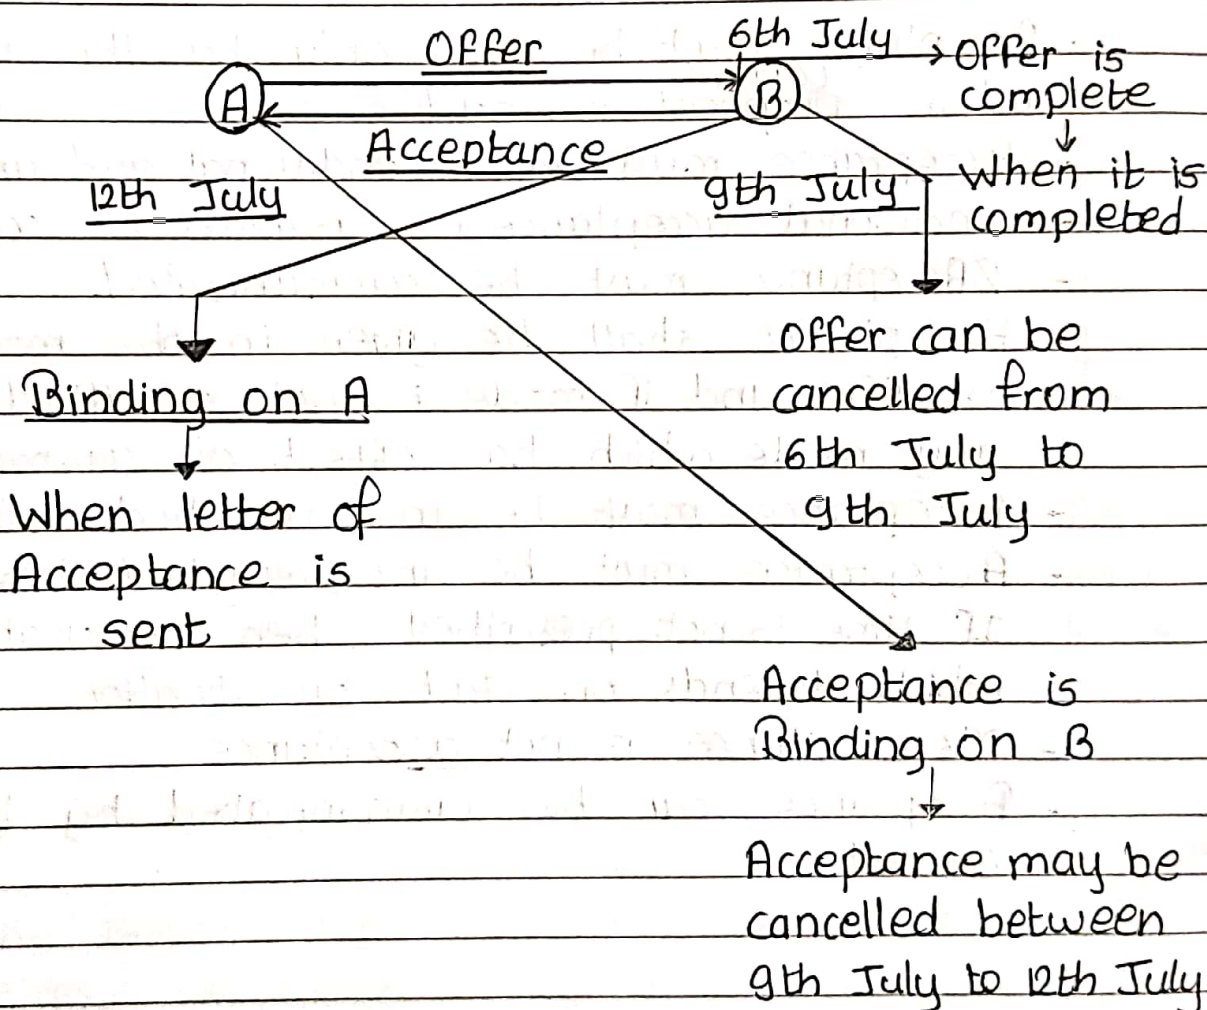 Offer
6th July → Offer is
complete
↓
When it is
completed
A
B
Acceptance
12th July
9th July
Offer can be
cancelled from
6th July to
9th July
Binding on A
When letter of
Acceptance is
sent
Acceptance is
Binding on B
Acceptance may be
cancelled between
9th July to 12th July